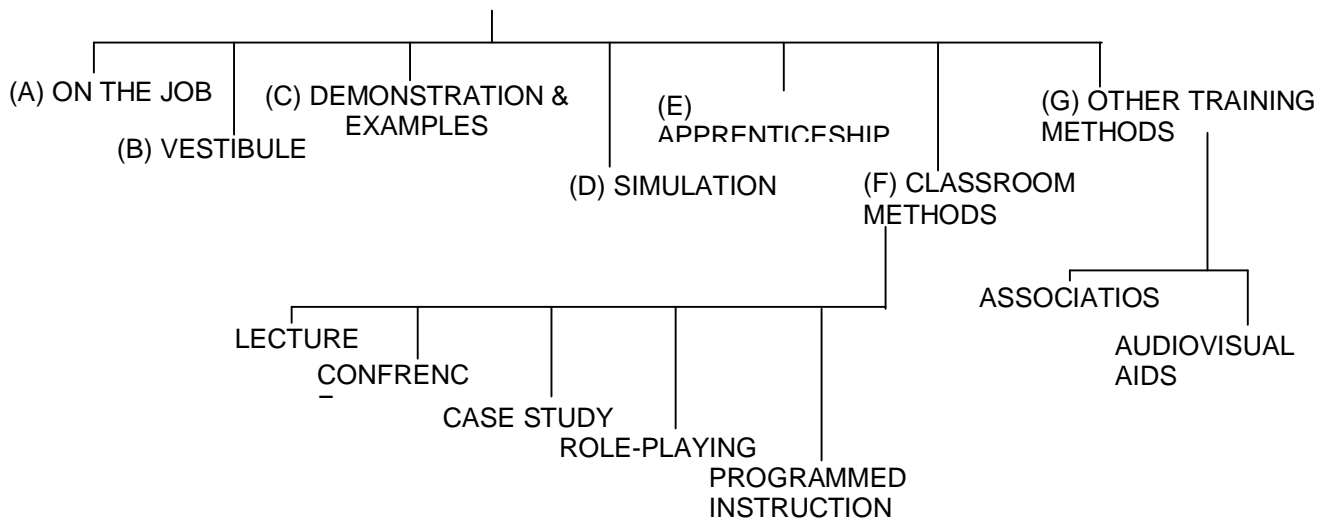 (A) ON THE JOB
(B) VESTIBULE
(C) DEMONSTRATION &
EXAMPLES
(D) SIMULATION
(E)
APPRENTICESHIP
(F) CLASSROOM
METHODS
(G) OTHER TRAINING
METHODS
LECTURE
CONFRENC
CASE STUDY
ROLE-PLAYING
PROGRAMMED
INSTRUCTION
ASSOCIATIOS
AUDIOVISUAL
AIDS